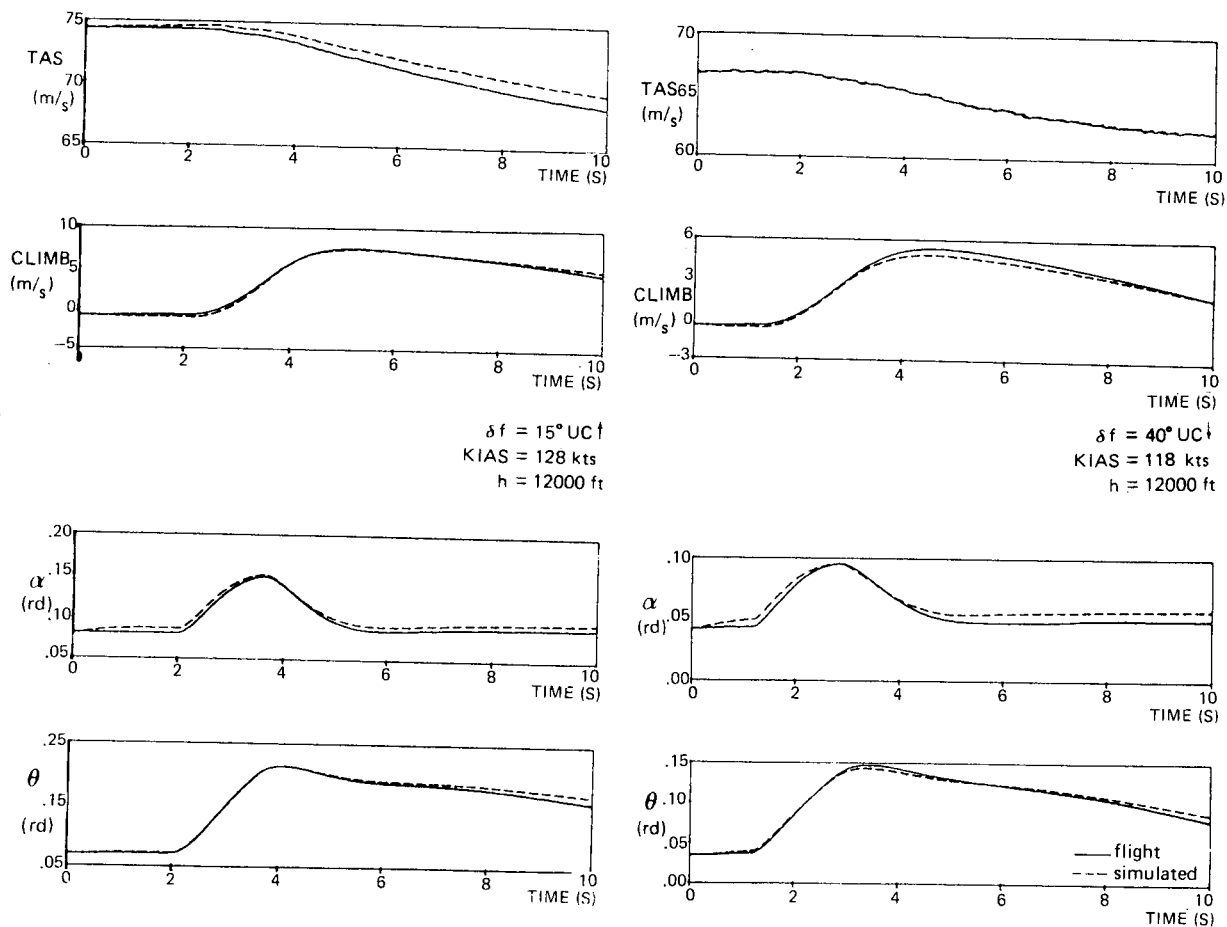 75
TAS
70
(m/s)
65
0 2 4 6 8 10
TIME (S)
70
TAS65
(m/s)
60
0 2 4 6 8 10
TIME (S)
10
CLIMB
5
(m/s)
0
−5
0 2 4 6 8 10
TIME (S)
6
3
CLIMB
(m/s) 0
−3
0 2 4 6 8 10
TIME (S)
δf = 15° UC↑
KIAS = 128 kts
h = 12000 ft
δf = 40° UC↓
KIAS = 118 kts
h = 12000 ft
.20
α .15
(rd)
.10
.05
0 2 4 6 8 10
TIME (S)
.10
α
.05
(rd)
.00
0 2 4 6 8 10
TIME (S)
.25
θ
.15
(rd)
.05
0 2 4 6 8 10
TIME (S)
.15
θ .10
(rd)
.05
.00
0 2 4 6 8 10
TIME (S)
flight
simulated